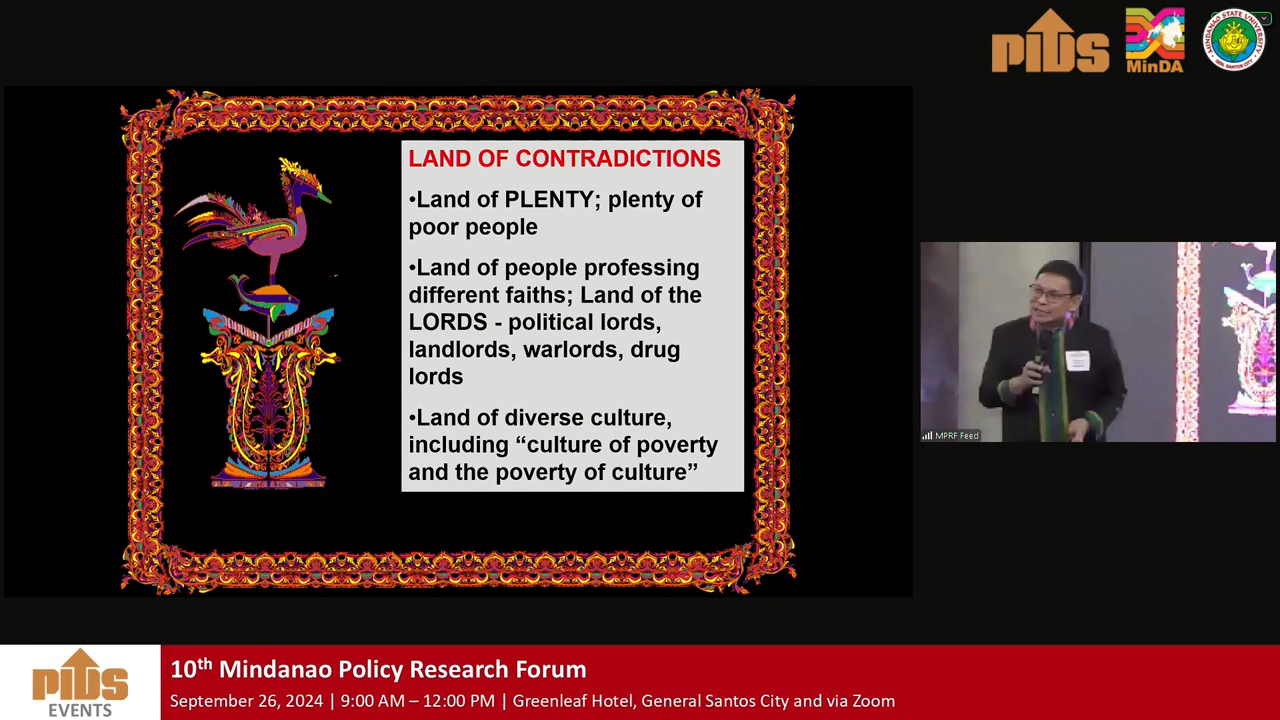 PIDS
MinDA
MINDANAO STATE UNIVERSITY
LAND OF CONTRADICTIONS
•Land of PLENTY; plenty of
poor people
•Land of people professing
different faiths; Land of the
LORDS - political lords,
landlords, warlords, drug
lords
•Land of diverse culture,
including “culture of poverty
and the poverty of culture”
MPRF Feed
PIDS
EVENTS
10th Mindanao Policy Research Forum
September 26, 2024 | 9:00 AM – 12:00 PM | Greenleaf Hotel, General Santos City and via Zoom